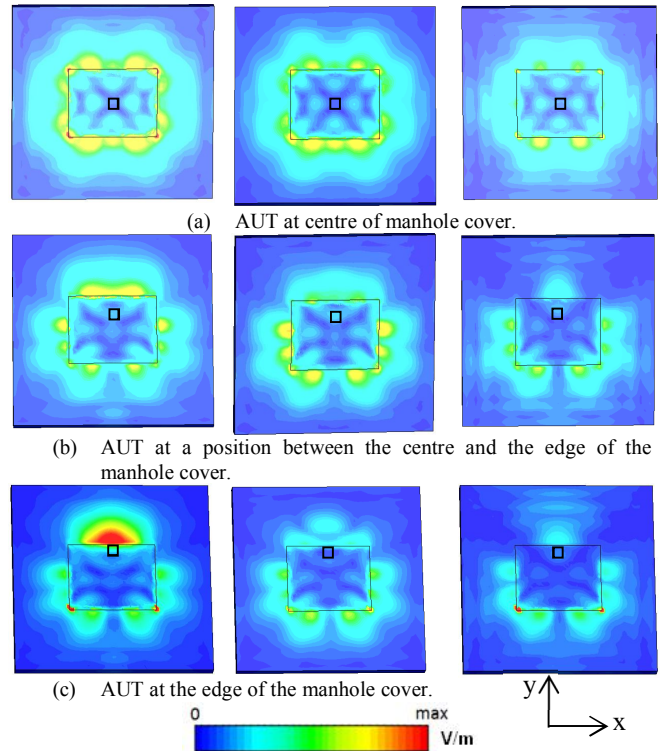 (a) AUT at centre of manhole cover.
(b) AUT at a position between the centre and the edge of the
manhole cover.
(c) AUT at the edge of the manhole cover.
y
x
0 max
V/m